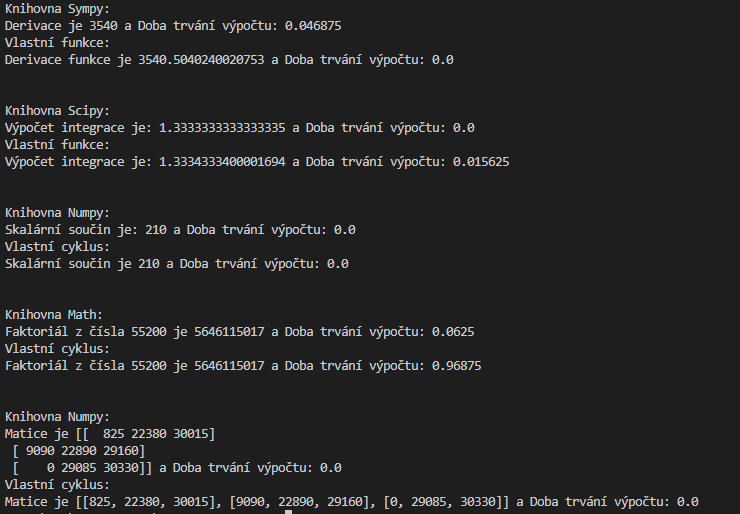 Knihovna Sympy:
Derivace je 3540 a Doba trvání výpočtu: 0.046875
Vlastní funkce:
Derivace funkce je 3540.5040240020753 a Doba trvání výpočtu: 0.0
Knihovna Scipy:
Výpočet integrace je: 1.3333333333333335 a Doba trvání výpočtu: 0.0
Vlastní funkce:
Výpočet integrace je: 1.3334333400001694 a Doba trvání výpočtu: 0.015625
Knihovna Numpy:
Skalární součin je: 210 a Doba trvání výpočtu: 0.0
Vlastní cyklus:
Skalární součin je 210 a Doba trvání výpočtu: 0.0
Knihovna Math:
Faktoriál z čísla 55200 je 5646115017 a Doba trvání výpočtu: 0.0625
Vlastní cyklus:
Faktoriál z čísla 55200 je 5646115017 a Doba trvání výpočtu: 0.96875
Knihovna Numpy:
Matice je [[  825 22380 30015]
 [ 9090 22890 29160]
 [    0 29085 30330]] a Doba trvání výpočtu: 0.0
Vlastní cyklus:
Matice je [[825, 22380, 30015], [9090, 22890, 29160], [0, 29085, 30330]] a Doba trvání výpočtu: 0.0